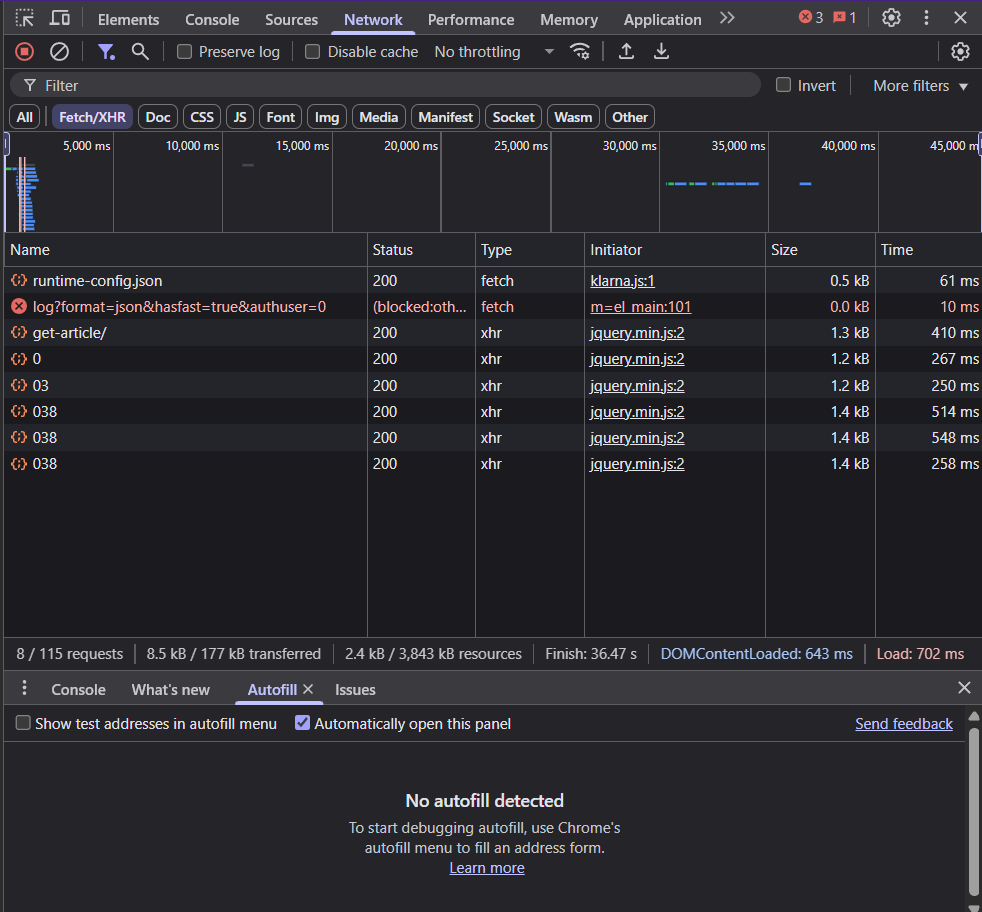 Elements Console Sources Network Performance Memory Application 3 1
Preserve log Disable cache No throttling
Filter Invert More filters
All Fetch/XHR Doc CSS JS Font Img Media Manifest Socket Wasm Other
5,000 ms 10,000 ms 15,000 ms 20,000 ms 25,000 ms 30,000 ms 35,000 ms 40,000 ms 45,000 m
Name Status Type Initiator Size Time
runtime-config.json 200 fetch klarna.js:1 0.5 kB 61 ms
log?format=json&hasfast=true&authuser=0 (blocked:oth... fetch m=el_main:101 0.0 kB 10 ms
get-article/ 200 xhr jquery.min.js:2 1.3 kB 410 ms
0 200 xhr jquery.min.js:2 1.2 kB 267 ms
03 200 xhr jquery.min.js:2 1.2 kB 250 ms
038 200 xhr jquery.min.js:2 1.4 kB 514 ms
038 200 xhr jquery.min.js:2 1.4 kB 548 ms
038 200 xhr jquery.min.js:2 1.4 kB 258 ms
8 / 115 requests 8.5 kB / 177 kB transferred 2.4 kB / 3,843 kB resources Finish: 36.47 s DOMContentLoaded: 643 ms Load: 702 ms
Console What's new Autofill Issues
Show test addresses in autofill menu Automatically open this panel Send feedback
No autofill detected
To start debugging autofill, use Chrome's
autofill menu to fill an address form.
Learn more